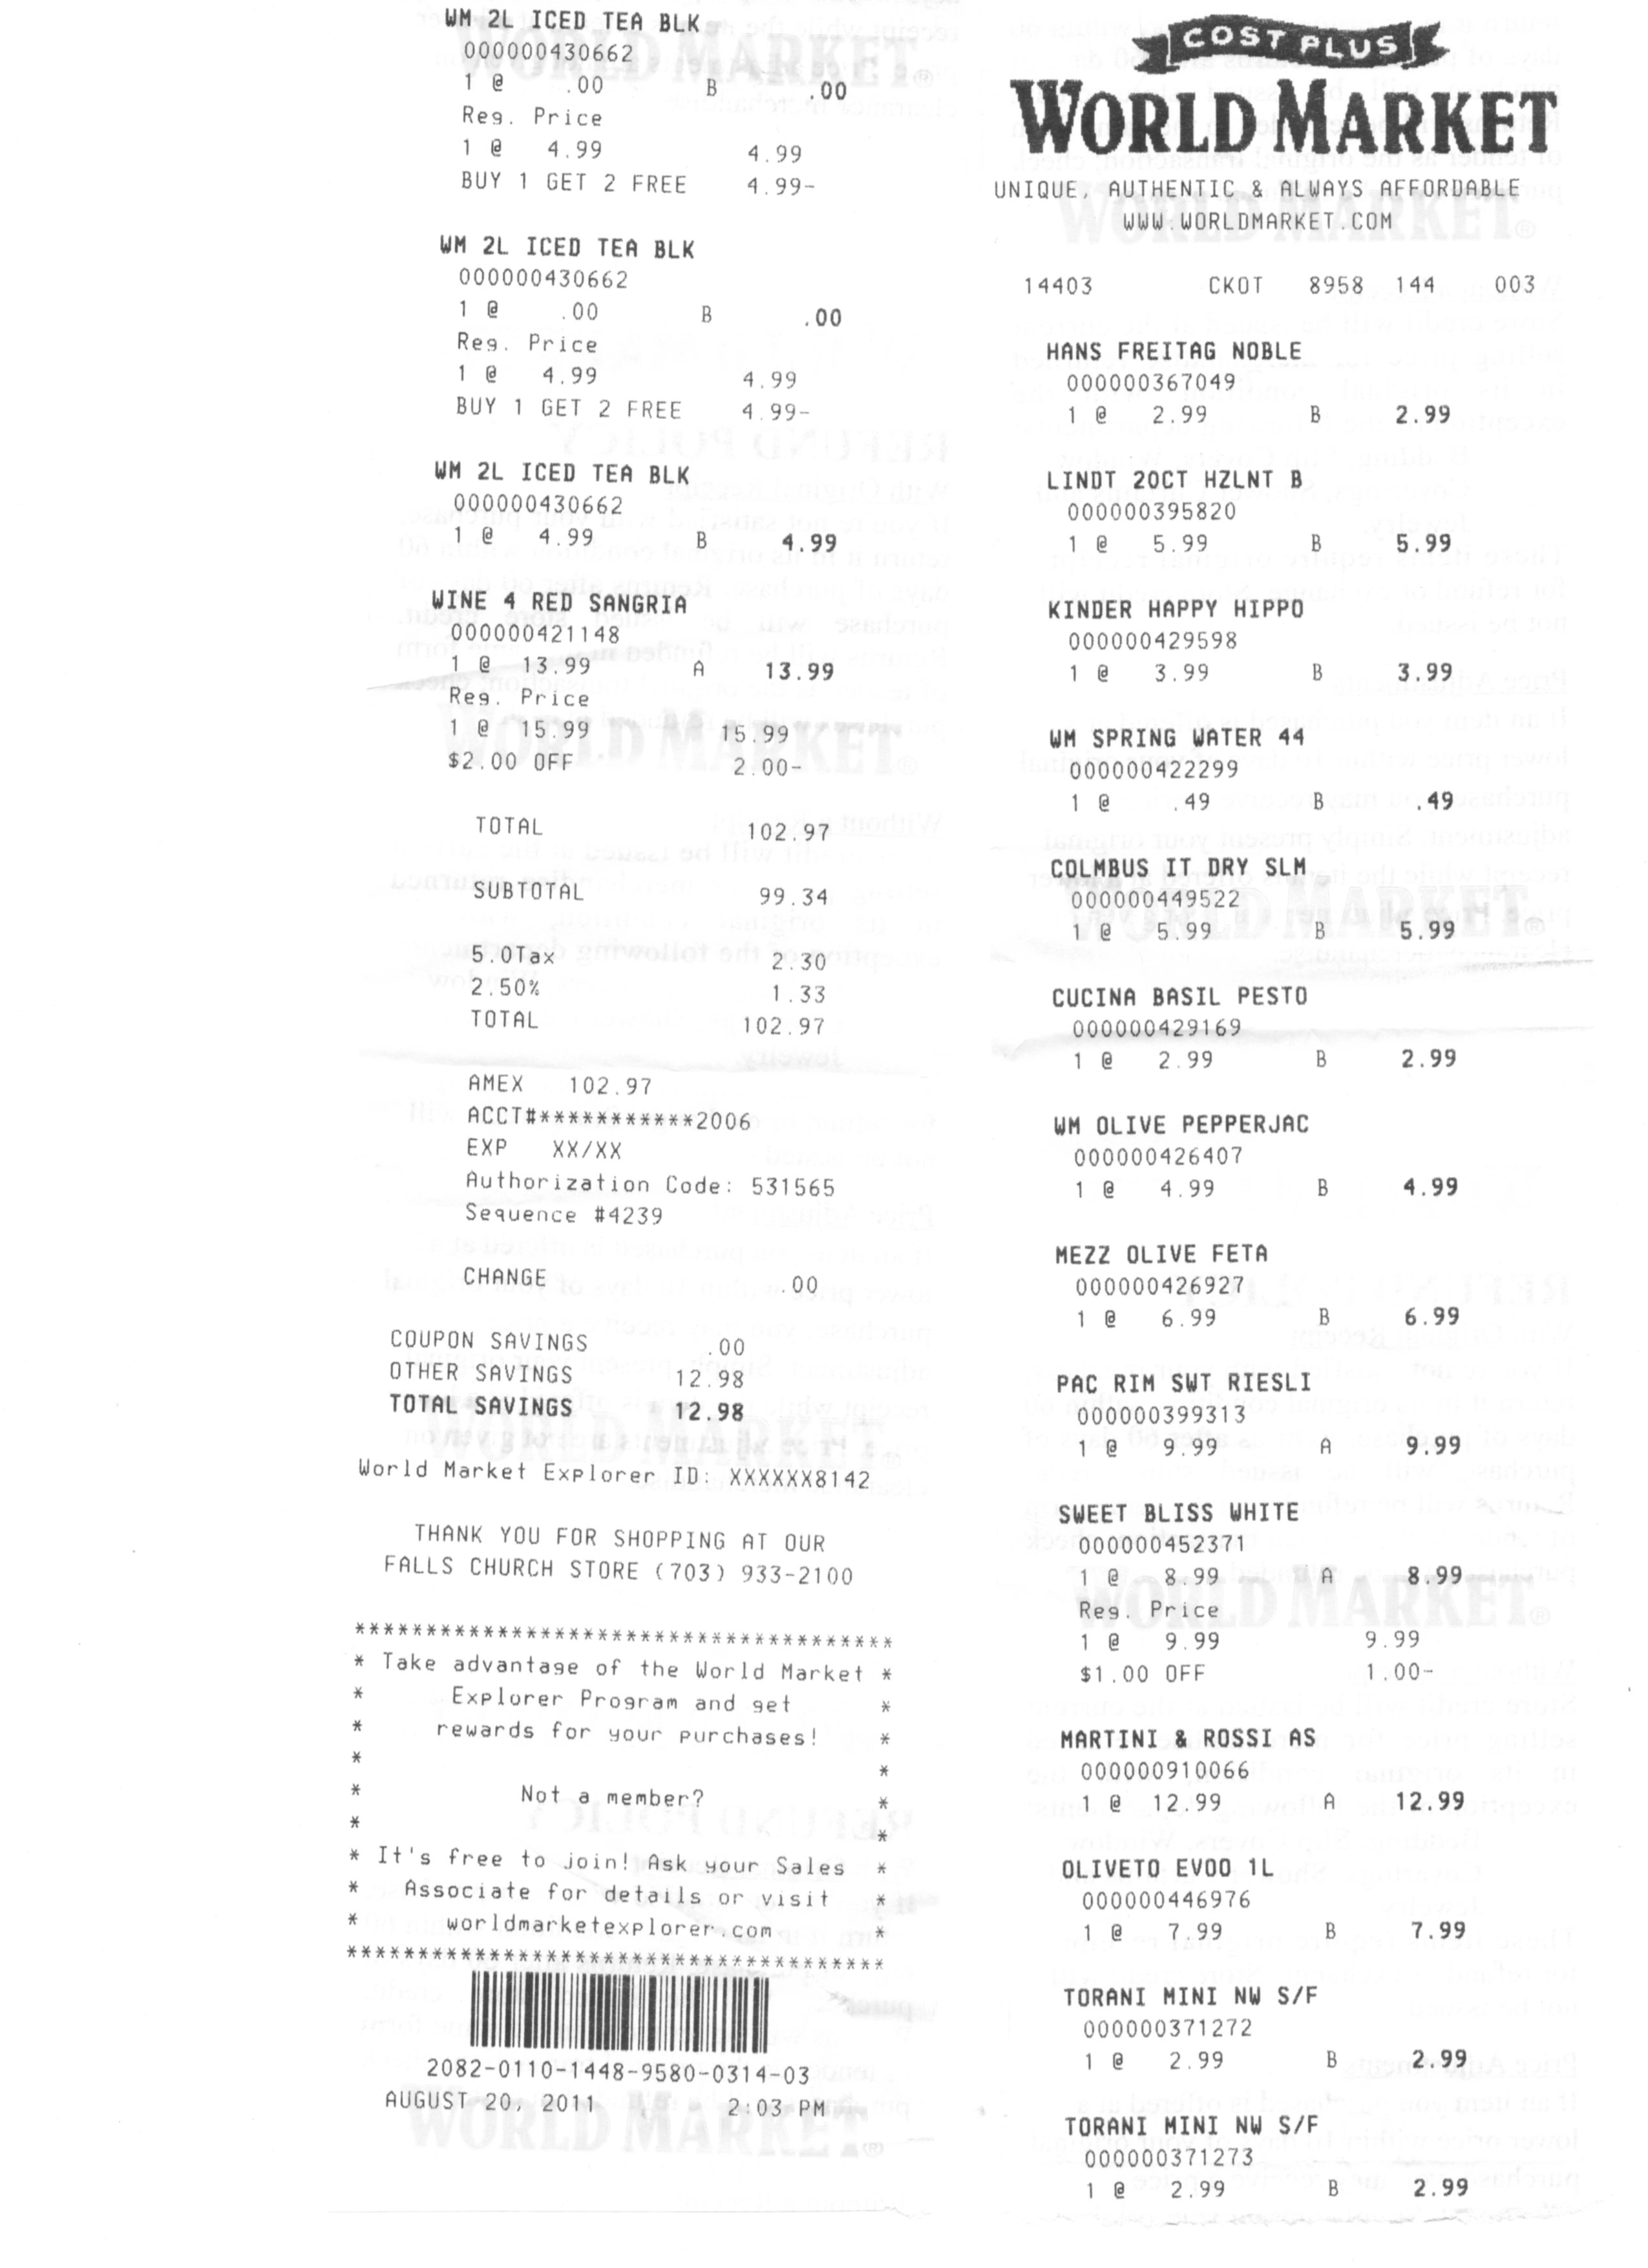 COST PLUS
WORLD MARKET
UNIQUE, AUTHENTIC & ALWAYS AFFORDABLE
WWW.WORLDMARKET.COM
14403 CKOT 8958 144 003
HANS FREITAG NOBLE
000000367049
1 @ 2.99 B 2.99
LINDT 20CT HZLNT B
000000395820
1 @ 5.99 B 5.99
KINDER HAPPY HIPPO
000000429598
1 @ 3.99 B 3.99
WM SPRING WATER 44
000000422299
1 @ .49 B .49
COLMBUS IT DRY SLM
000000449522
1 @ 5.99 B 5.99
CUCINA BASIL PESTO
000000429169
1 @ 2.99 B 2.99
WM OLIVE PEPPERJAC
000000426407
1 @ 4.99 B 4.99
MEZZ OLIVE FETA
000000426927
1 @ 6.99 B 6.99
PAC RIM SWT RIESLI
000000399313
1 @ 9.99 A 9.99
SWEET BLISS WHITE
000000452371
1 @ 8.99 A 8.99
Reg. Price
1 @ 9.99 9.99
$1.00 OFF 1.00-
MARTINI & ROSSI AS
000000910066
1 @ 12.99 A 12.99
OLIVETO EVOO 1L
000000446976
1 @ 7.99 B 7.99
TORANI MINI NW S/F
000000371272
1 @ 2.99 B 2.99
TORANI MINI NW S/F
000000371273
1 @ 2.99 B 2.99
WM 2L ICED TEA BLK
000000430662
1 @ .00 B .00
Reg. Price
1 @ 4.99 4.99
BUY 1 GET 2 FREE 4.99-
WM 2L ICED TEA BLK
000000430662
1 @ .00 B .00
Reg. Price
1 @ 4.99 4.99
BUY 1 GET 2 FREE 4.99-
WM 2L ICED TEA BLK
000000430662
1 @ 4.99 B 4.99
WINE 4 RED SANGRIA
000000421148
1 @ 13.99 A 13.99
Reg. Price
1 @ 15.99 15.99
$2.00 OFF 2.00-
TOTAL 102.97
SUBTOTAL 99.34
5.0Tax 2.30
2.50% 1.33
TOTAL 102.97
AMEX 102.97
ACCT#***********2006
EXP XX/XX
Authorization Code: 531565
Sequence #4239
CHANGE .00
COUPON SAVINGS .00
OTHER SAVINGS 12.98
TOTAL SAVINGS 12.98
World Market Explorer ID: XXXXXX8142
THANK YOU FOR SHOPPING AT OUR
FALLS CHURCH STORE (703) 933-2100
**************************************
* Take advantage of the World Market *
* Explorer Program and get *
* rewards for your purchases! *
* *
* Not a member? *
* *
* It's free to join! Ask your Sales *
* Associate for details or visit *
* worldmarketexplorer.com *
**************************************
2082-0110-1448-9580-0314-03
AUGUST 20, 2011 2:03 PM